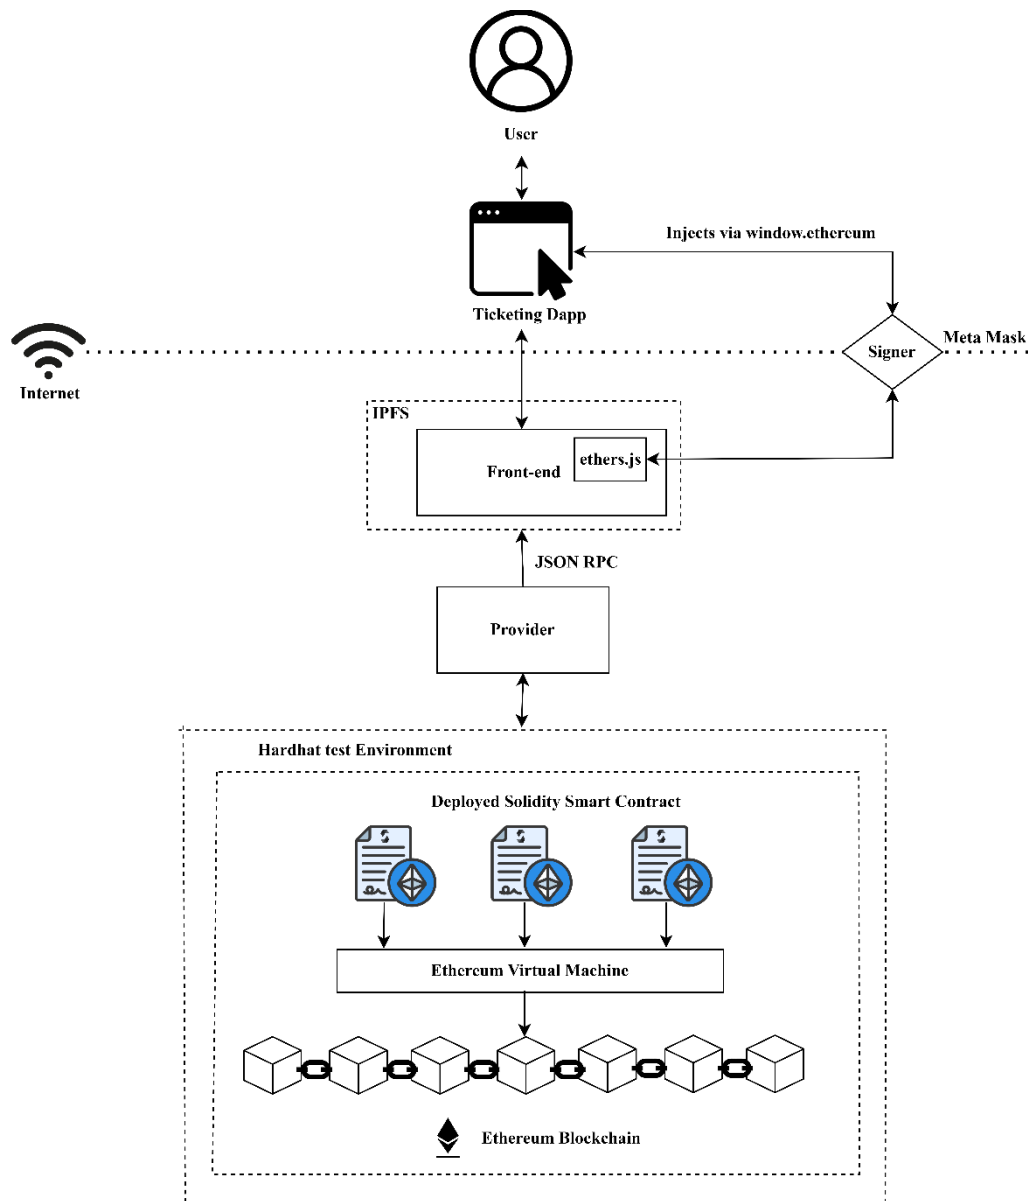 User
Injects via window.ethereum
Ticketing Dapp
Internet
Signer
Meta Mask
IPFS
Front-end
ethers.js
JSON RPC
Provider
Hardhat test Environment
Deployed Solidity Smart Contract
Ethereum Virtual Machine
Ethereum Blockchain